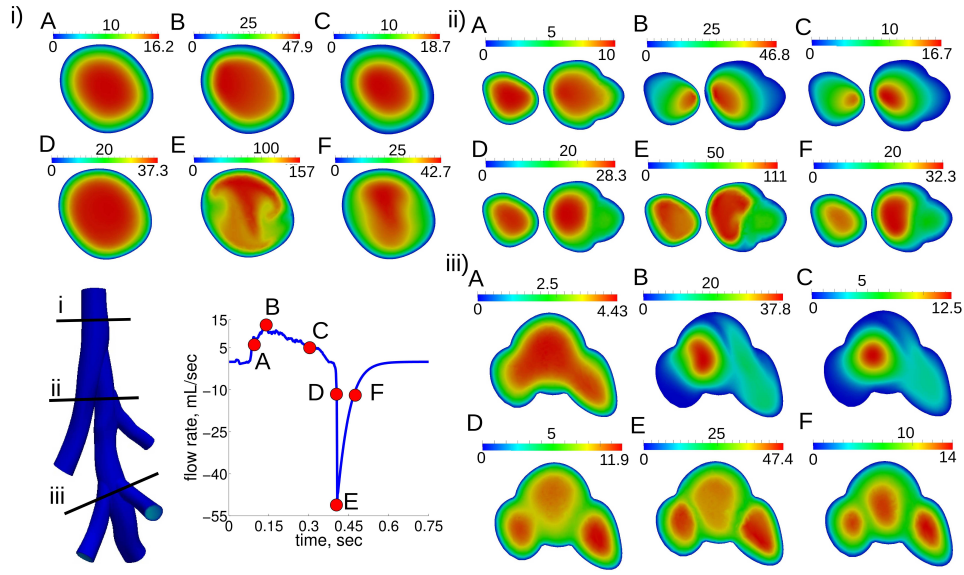 i)
A B C
10 25 10
0 16.2 0 47.9 0 18.7
D E F
20 100 25
0 37.3 0 157 0 42.7
ii)
A B C
5 25 10
0 10 0 46.8 0 16.7
D E F
20 50 20
0 28.3 0 111 0 32.3
iii)
A B C
2.5 20 5
0 4.43 0 37.8 0 12.5
D E F
5 25 10
0 11.9 0 47.4 0 14
i
ii
iii
flow rate, mL/sec
15
5
−10
−25
−40
−55
A
B
C
D
E
F
0 0.15 0.3 0.45 0.6 0.75
time, sec